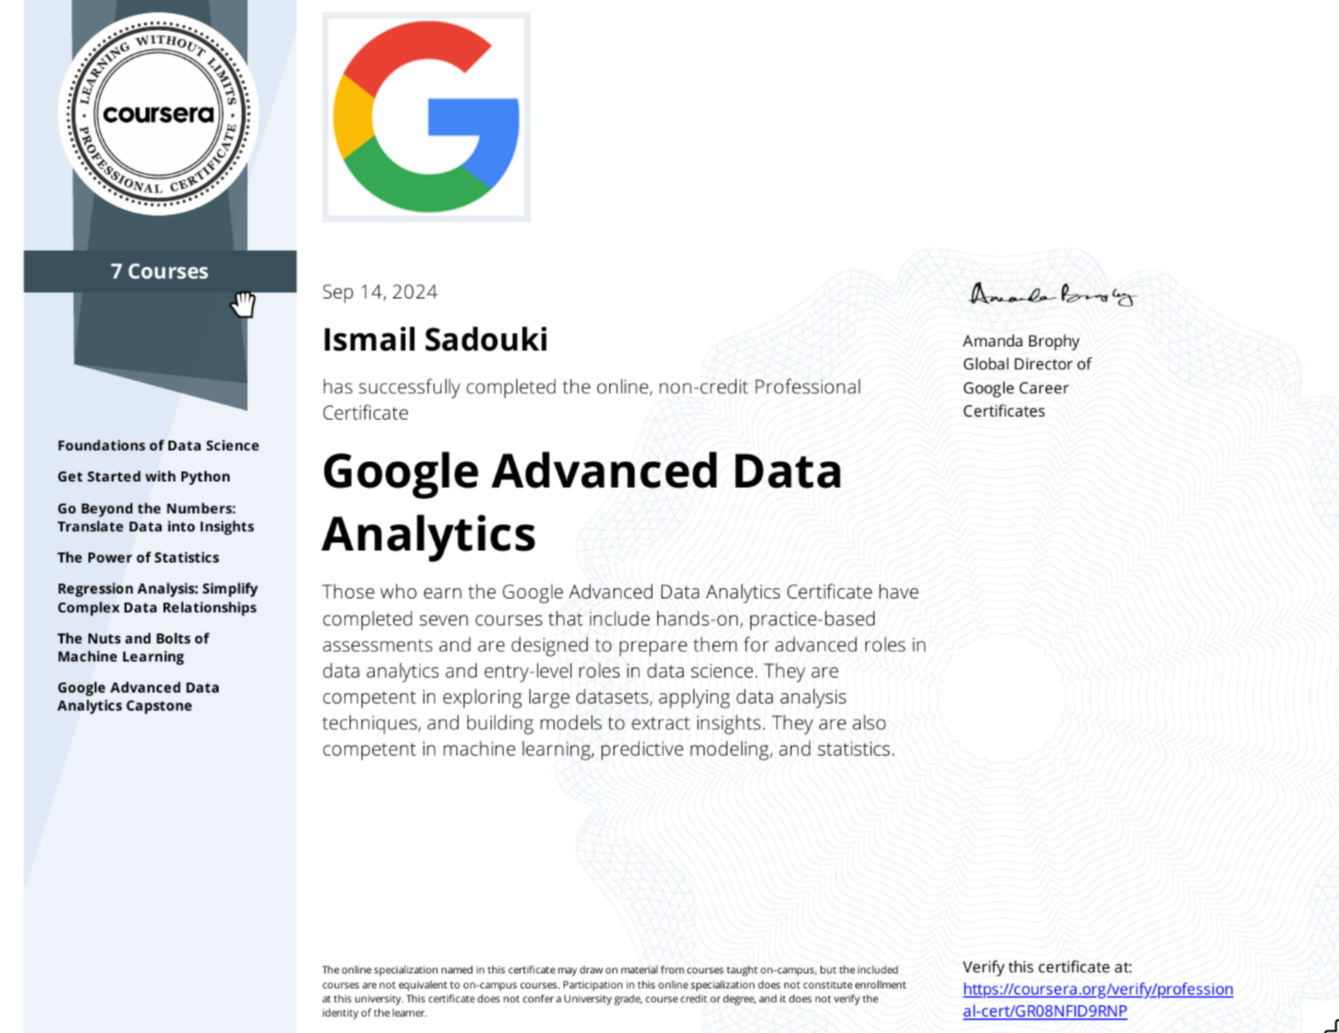 LEARNING WITHOUT LIMITS
coursera
PROFESSIONAL CERTIFICATE
7 Courses
Foundations of Data Science
Get Started with Python
Go Beyond the Numbers:
Translate Data into Insights
The Power of Statistics
Regression Analysis: Simplify
Complex Data Relationships
The Nuts and Bolts of
Machine Learning
Google Advanced Data
Analytics Capstone
G
Sep 14, 2024
Ismail Sadouki
has successfully completed the online, non-credit Professional
Certificate
Google Advanced Data
Analytics
Those who earn the Google Advanced Data Analytics Certificate have
completed seven courses that include hands-on, practice-based
assessments and are designed to prepare them for advanced roles in
data analytics and entry-level roles in data science. They are
competent in exploring large datasets, applying data analysis
techniques, and building models to extract insights. They are also
competent in machine learning, predictive modeling, and statistics.
Amanda Brophy
Amanda Brophy
Global Director of
Google Career
Certificates
The online specialization named in this certificate may draw on material from courses taught on-campus, but the included
courses are not equivalent to on-campus courses. Participation in this online specialization does not constitute enrollment
at this university. This certificate does not confer a University grade, course credit or degree, and it does not verify the
identity of the learner.
Verify this certificate at:
https://coursera.org/verify/profession
al-cert/GR08NFID9RNP